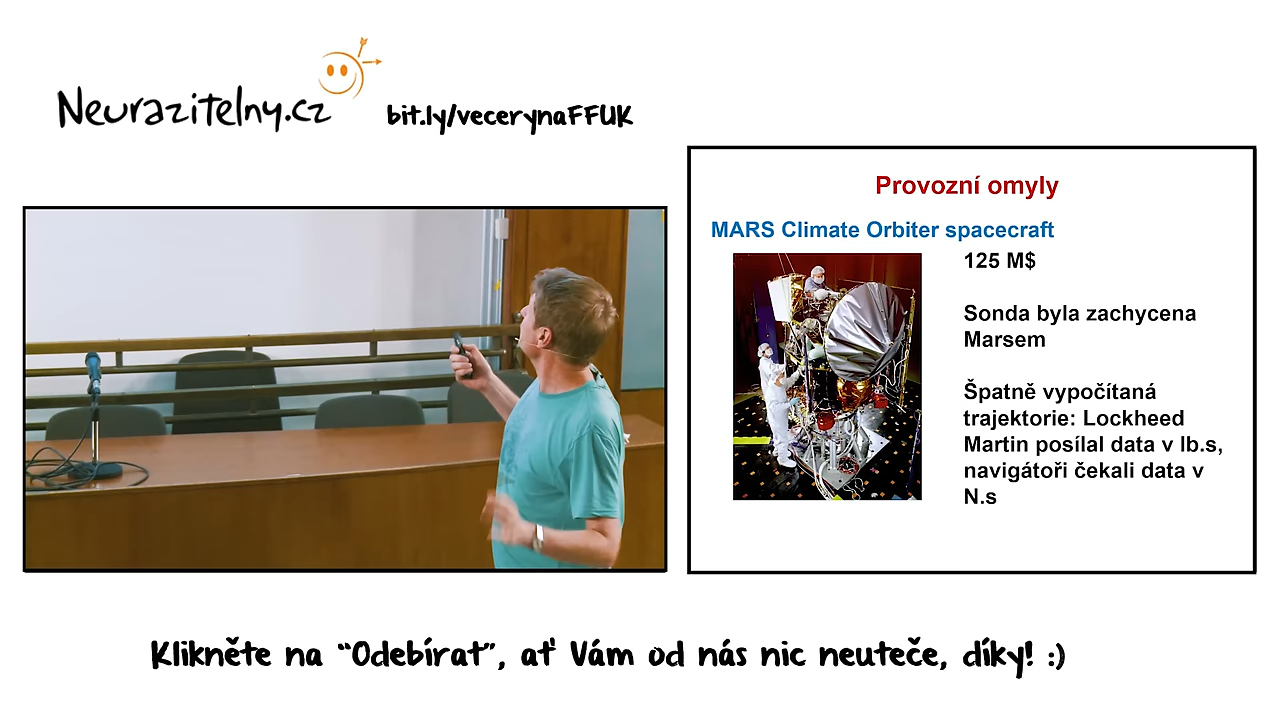 Neurazitelny.cz
bit.ly/vecerynaFFUK
Provozní omyly
MARS Climate Orbiter spacecraft
125 M$
Sonda byla zachycena
Marsem
Špatně vypočítaná
trajektorie: Lockheed
Martin posílal data v lb.s,
navigátoři čekali data v
N.s
Klikněte na “Odebírat”, ať Vám od nás nic neuteče, díky! :)